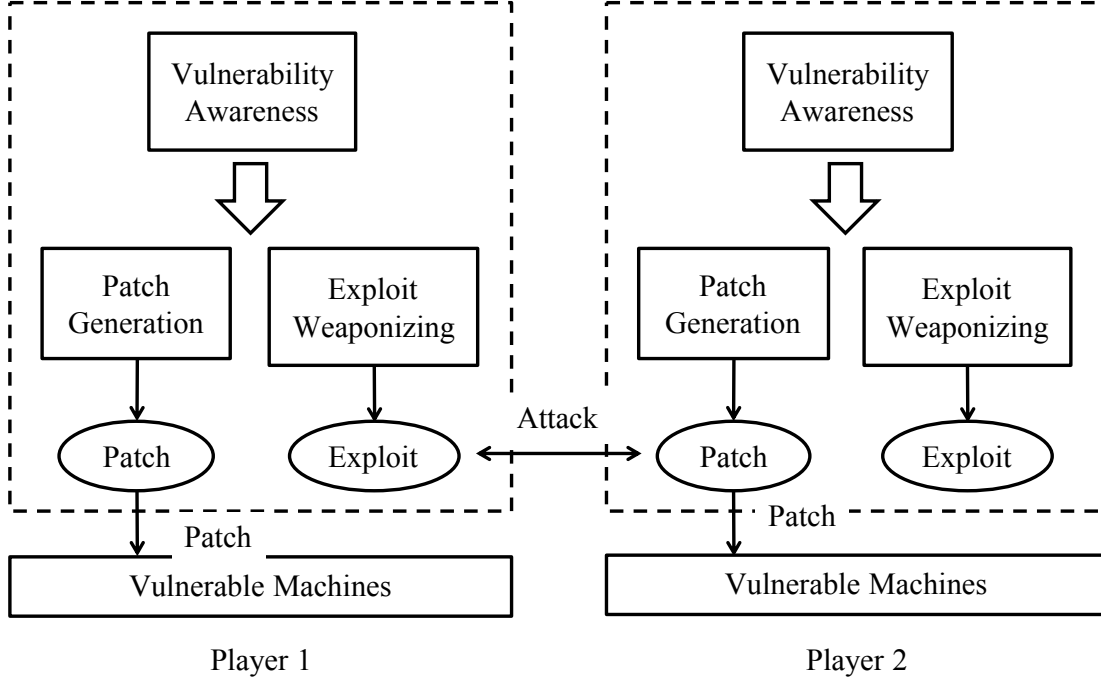 Vulnerability
Awareness
Patch
Generation
Exploit
Weaponizing
Patch
Exploit
Patch
Vulnerable Machines
Player 1
Attack
Vulnerability
Awareness
Patch
Generation
Exploit
Weaponizing
Patch
Exploit
Patch
Vulnerable Machines
Player 2